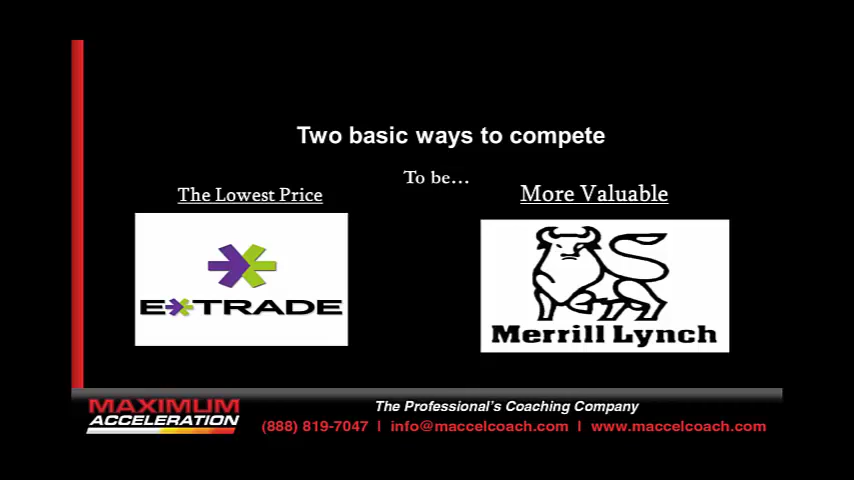 Two basic ways to compete
To be...
The Lowest Price
More Valuable
E*TRADE
Merrill Lynch
MAXIMUM
ACCELERATION
The Professional's Coaching Company
(888) 819-7047 | info@maccelcoach.com | www.maccelcoach.com